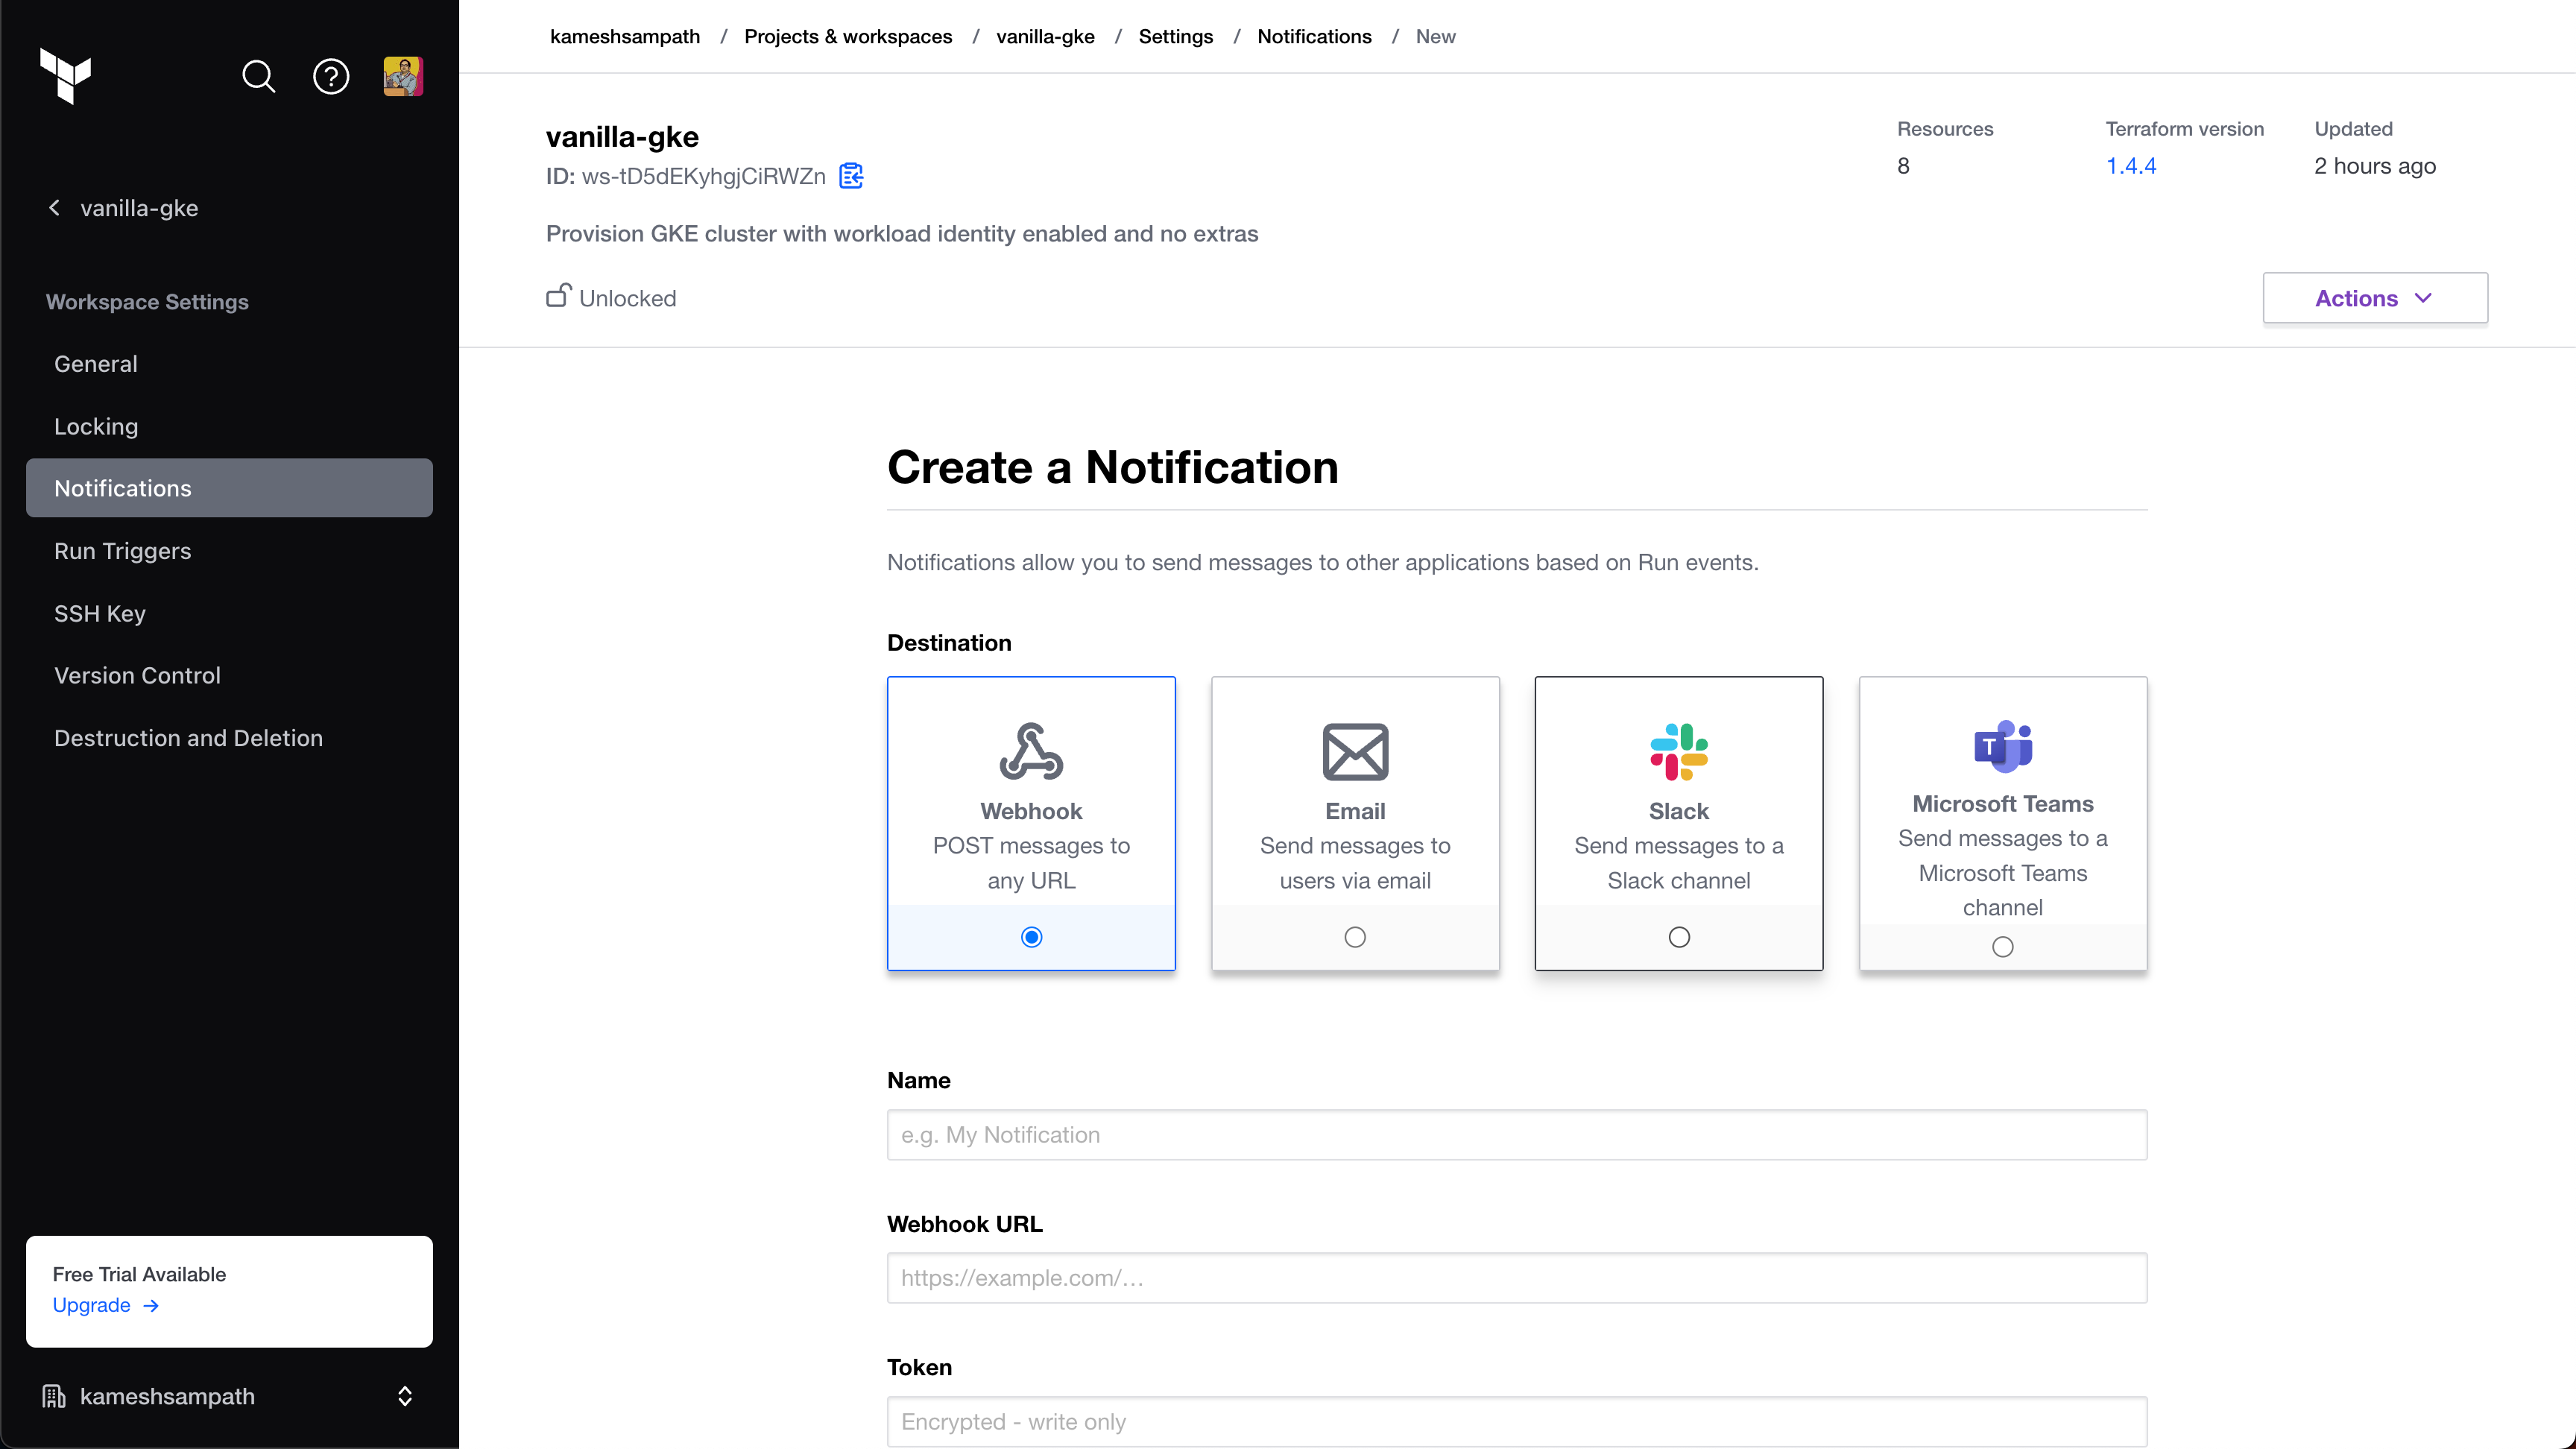 vanilla-gke
Workspace Settings
General
Locking
Notifications
Run Triggers
SSH Key
Version Control
Destruction and Deletion
Free Trial Available
Upgrade →
kameshsampath
kameshsampath / Projects & workspaces / vanilla-gke / Settings / Notifications / New
vanilla-gke
ID: ws-tD5dEKyhgjCiRWZn
Provision GKE cluster with workload identity enabled and no extras
Unlocked
Resources
8
Terraform version
1.4.4
Updated
2 hours ago
Actions
Create a Notification
Notifications allow you to send messages to other applications based on Run events.
Destination
Webhook
POST messages to
any URL
Email
Send messages to
users via email
Slack
Send messages to a
Slack channel
T
Microsoft Teams
Send messages to a
Microsoft Teams
channel
Name
e.g. My Notification
Webhook URL
https://example.com/…
Token
Encrypted - write only